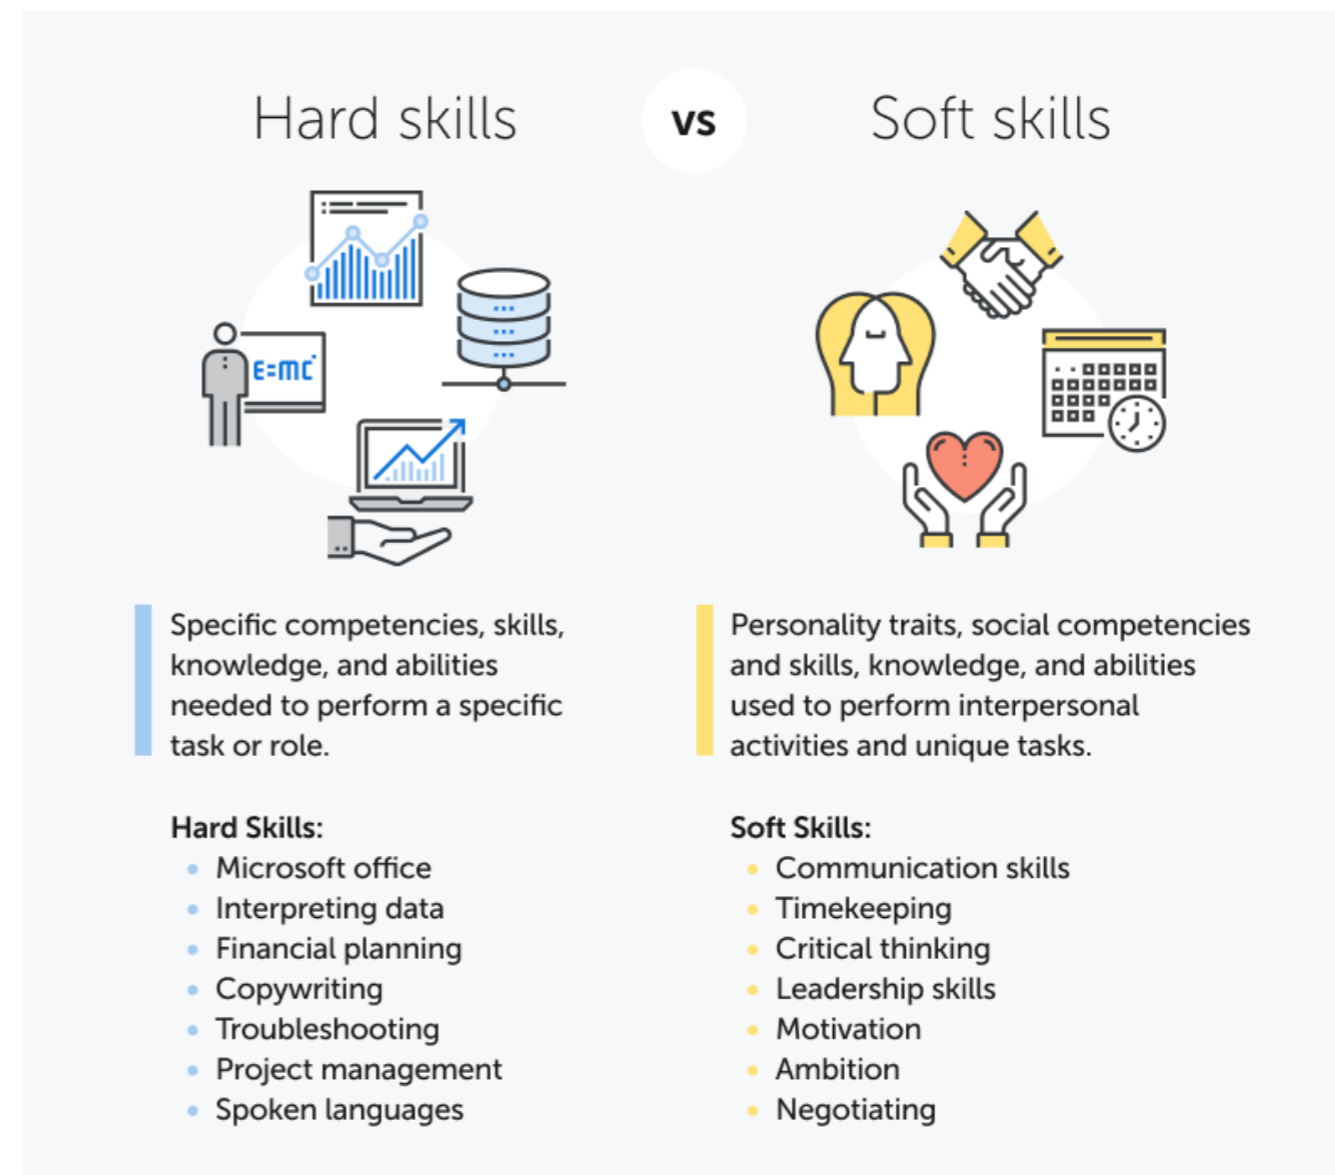 Hard skills
vs
Soft skills
E=mc
Specific competencies, skills,
knowledge, and abilities
needed to perform a specific
task or role.
Hard Skills:
Microsoft office
Interpreting data
Financial planning
Copywriting
Troubleshooting
Project management
Spoken languages
Personality traits, social competencies
and skills, knowledge, and abilities
used to perform interpersonal
activities and unique tasks.
Soft Skills:
Communication skills
Timekeeping
Critical thinking
Leadership skills
Motivation
Ambition
Negotiating